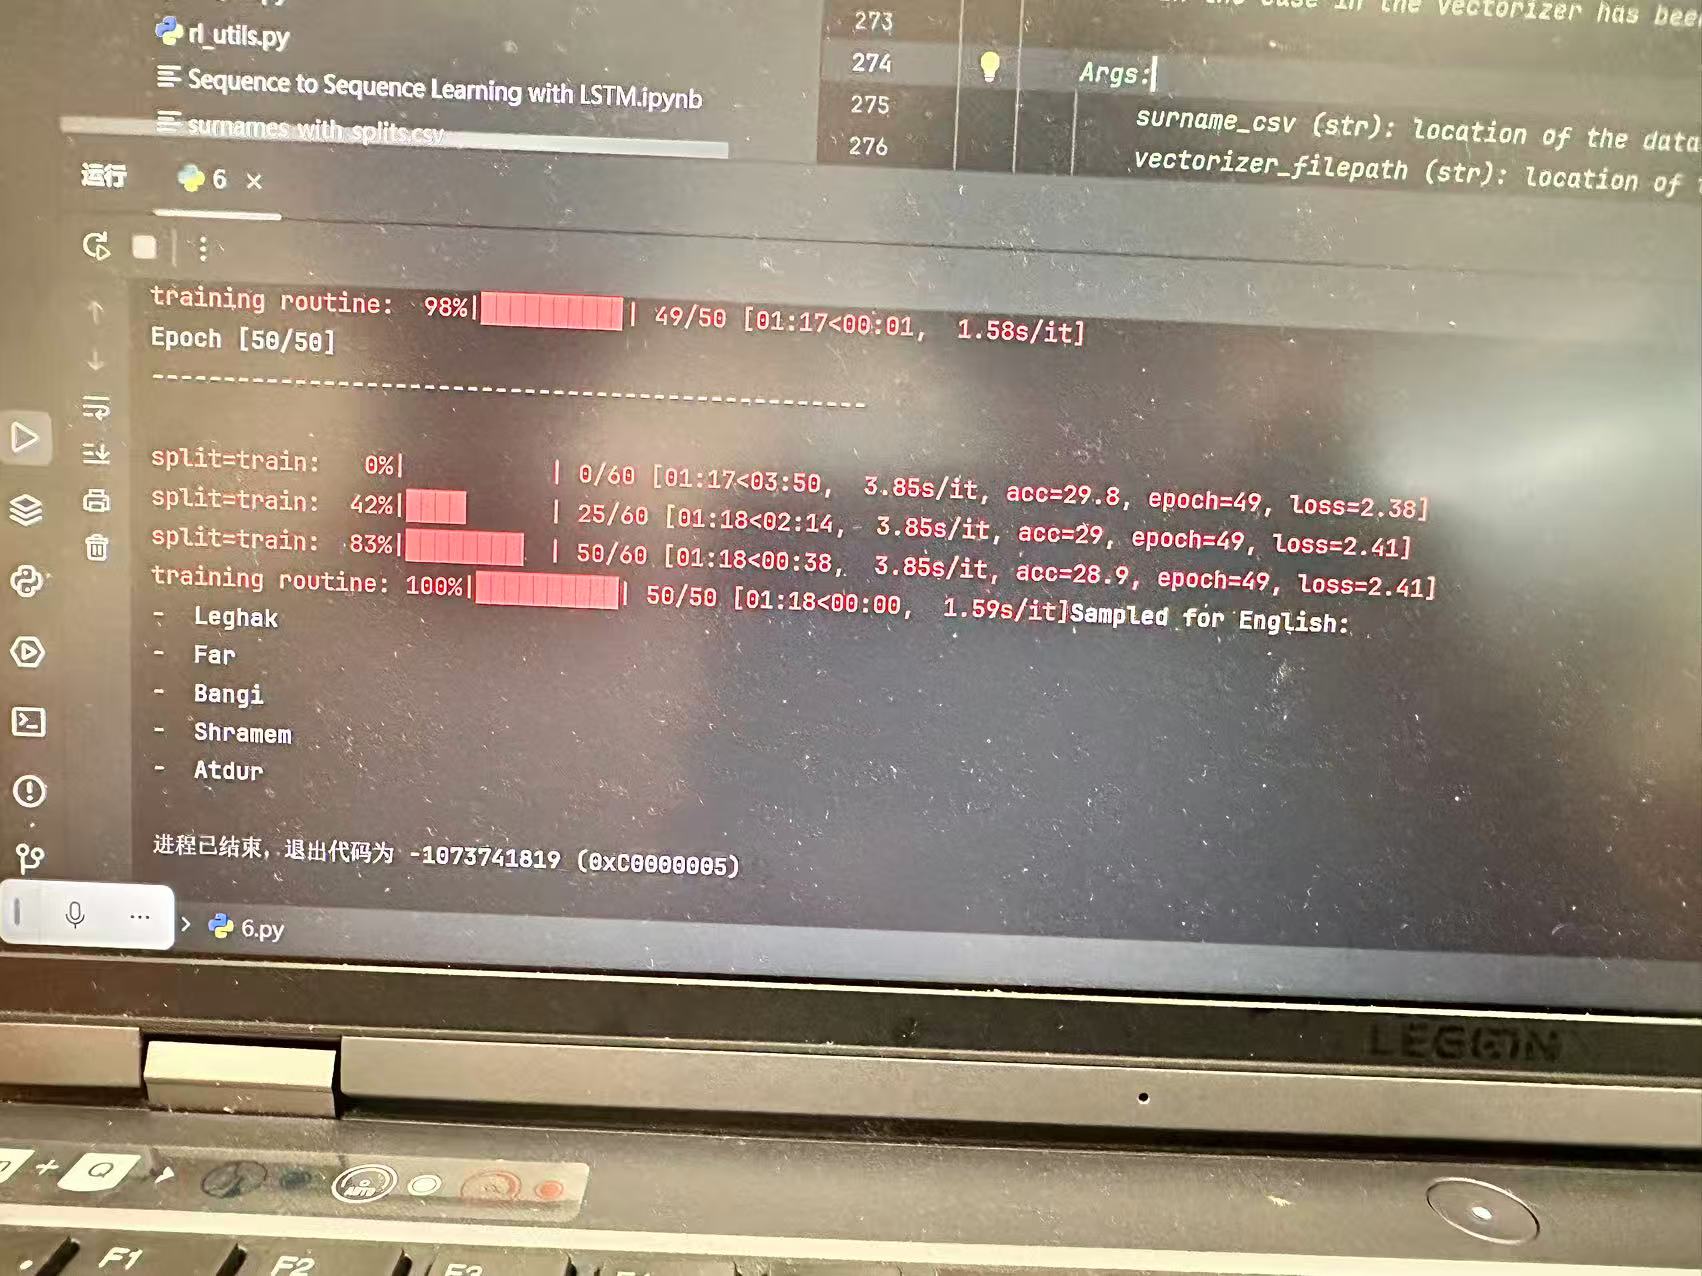 rl_utils.py
Sequence to Sequence Learning with LSTM.ipynb
surnames with splits.csv
273
in the vectorizer has been
274 Args:
275 surname_csv (str): location of the data
276 vectorizer_filepath (str): location of
运行 6 ×
training routine: 98%| | 49/50 [01:17<00:01, 1.58s/it]
Epoch [50/50]
--------------------------------------------------
split=train: 0%| | 0/60 [01:17<03:50, 3.85s/it, acc=29.8, epoch=49, loss=2.38]
split=train: 42%| | 25/60 [01:18<02:14, 3.85s/it, acc=29, epoch=49, loss=2.41]
split=train: 83%| | 50/60 [01:18<00:38, 3.85s/it, acc=28.9, epoch=49, loss=2.41]
training routine: 100%| | 50/50 [01:18<00:00, 1.59s/it]Sampled for English:
- Leghak
- Far
- Bangi
- Shramem
- Atdur
进程已结束，退出代码为 -1073741819 (0xC0000005)
6.py
LEGION
+ Q
AUTO
F1 F2 F3